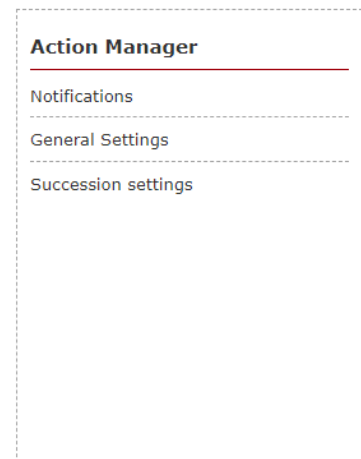 Action Manager
Notifications
General Settings
Succession settings